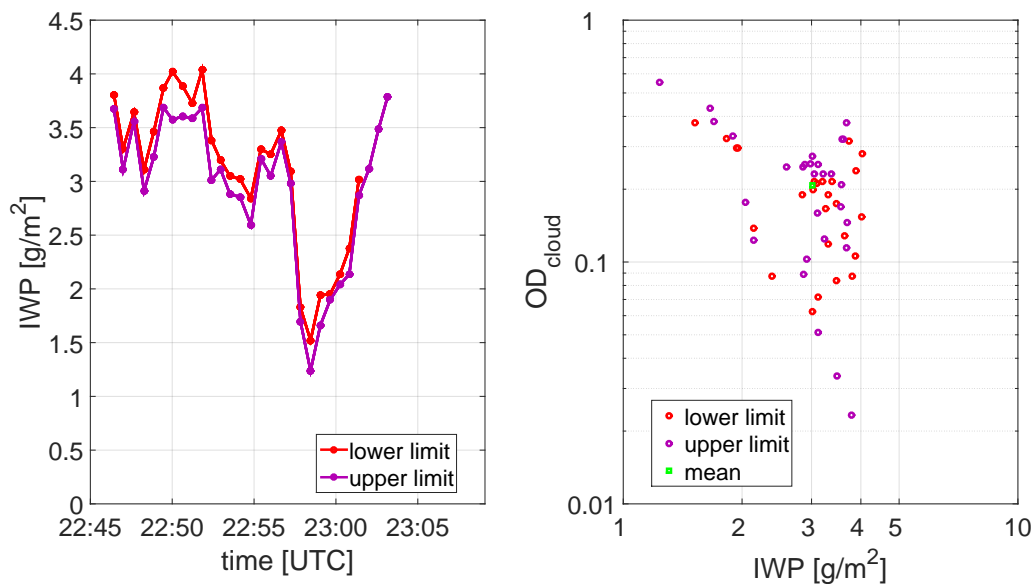 4.5
4
3.5
3
2.5
2
1.5
1
0.5
0
IWP [g/m²]
22:45 22:50 22:55 23:00 23:05
time [UTC]
lower limit
upper limit
1
0.1
0.01
OD_cloud
1 2 3 4 5 10
IWP [g/m²]
lower limit
upper limit
mean